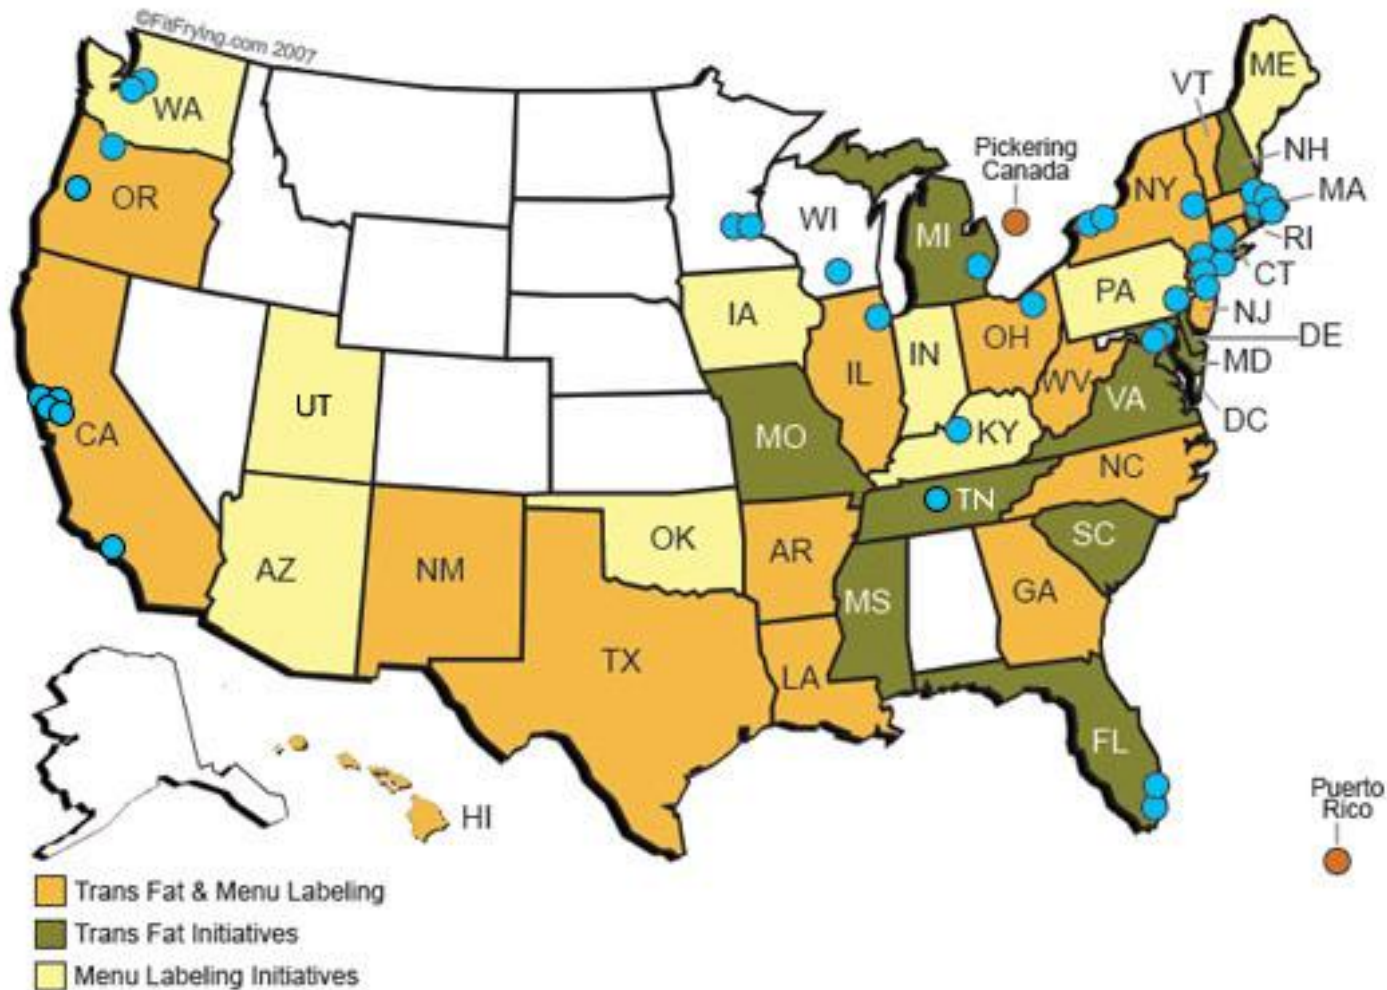 ©FitFrying.com 2007
WA
OR
CA
UT
AZ
NM
TX
OK
IA
MO
AR
LA
WI
IL
MI
IN
OH
KY
TN
MS
WV
VA
NC
SC
GA
FL
PA
NY
VT
ME
NH
MA
RI
CT
NJ
DE
MD
DC
HI
Pickering
Canada
Puerto
Rico
Trans Fat & Menu Labeling
Trans Fat Initiatives
Menu Labeling Initiatives